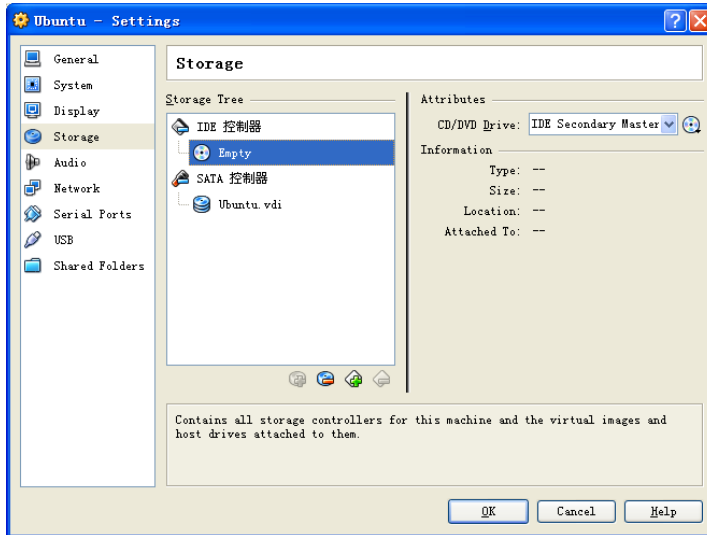 Ubuntu - Settings
General
System
Display
Storage
Audio
Network
Serial Ports
USB
Shared Folders
Storage
Storage Tree
IDE 控制器
Empty
SATA 控制器
Ubuntu.vdi
Attributes
CD/DVD Drive: IDE Secondary Master
Information
Type: --
Size: --
Location: --
Attached To: --
Contains all storage controllers for this machine and the virtual images and
host drives attached to them.
OK Cancel Help